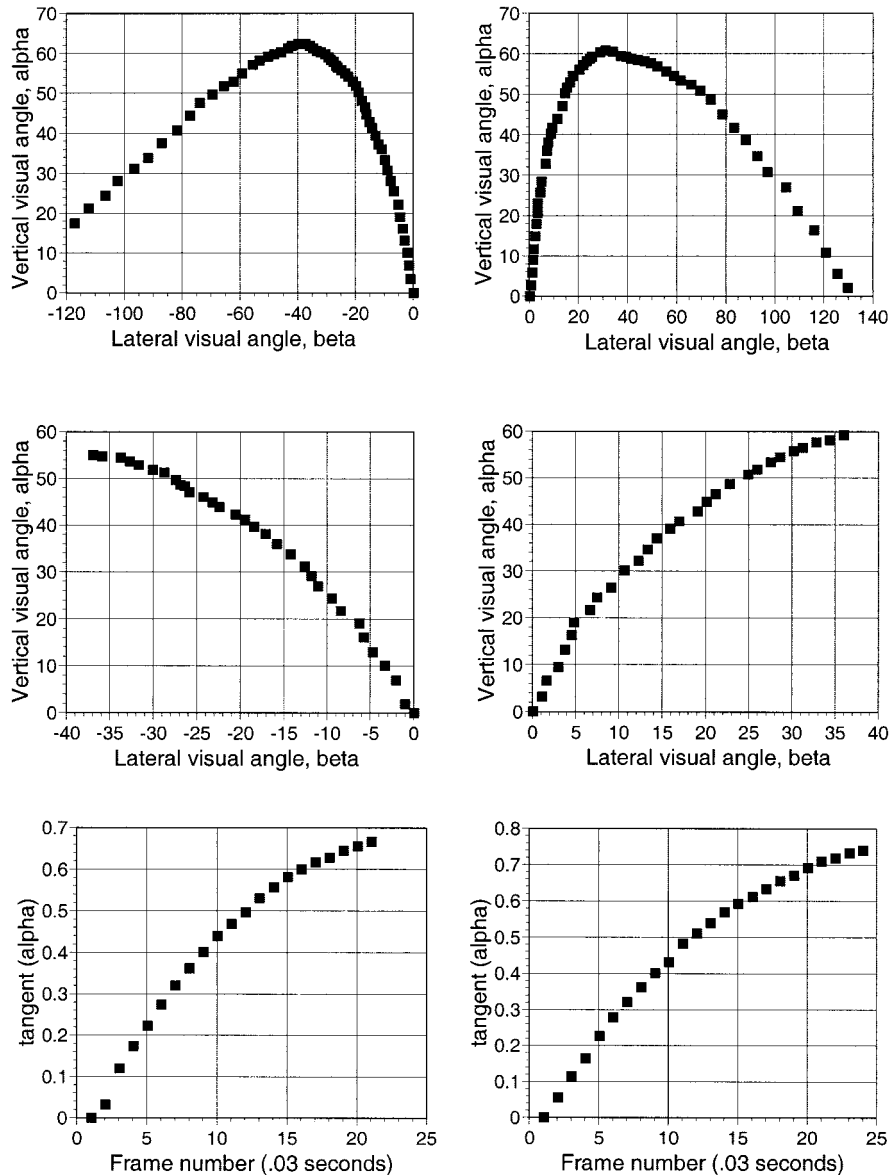 70
60
50
40
30
20
10
0
Vertical visual angle, alpha
-120 -100 -80 -60 -40 -20 0
Lateral visual angle, beta
70
60
50
40
30
20
10
0
Vertical visual angle, alpha
0 20 40 60 80 100 120 140
Lateral visual angle, beta
60
50
40
30
20
10
0
Vertical visual angle, alpha
-40 -35 -30 -25 -20 -15 -10 -5 0
Lateral visual angle, beta
60
50
40
30
20
10
0
Vertical visual angle, alpha
0 5 10 15 20 25 30 35 40
Lateral visual angle, beta
0.7
0.6
0.5
0.4
0.3
0.2
0.1
0
tangent (alpha)
0 5 10 15 20 25
Frame number (.03 seconds)
0.8
0.7
0.6
0.5
0.4
0.3
0.2
0.1
0
tangent (alpha)
0 5 10 15 20 25
Frame number (.03 seconds)